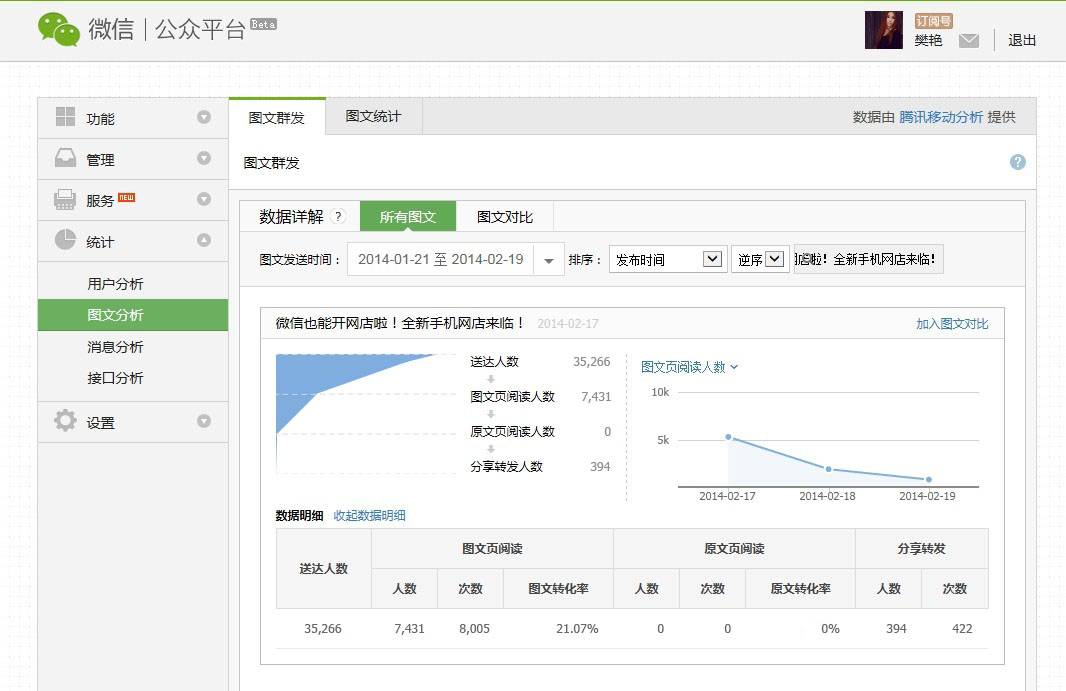 微信 | 公众平台 Beta
订阅号
樊艳
退出
功能
管理
服务 NEW
统计
用户分析
图文分析
消息分析
接口分析
设置
图文群发 图文统计 数据由 腾讯移动分析 提供
图文群发 ?
数据详解 ? 所有图文 图文对比
图文发送时间： 2014-01-21 至 2014-02-19 排序： 发布时间 逆序 店啦！全新手机网店来临！
微信也能开网店啦！全新手机网店来临！ 2014-02-17 加入图文对比
送达人数 35,266
图文页阅读人数 7,431
原文页阅读人数 0
分享转发人数 394
图文页阅读人数
10k
5k
2014-02-17 2014-02-18 2014-02-19
数据明细 收起数据明细
送达人数 图文页阅读 原文页阅读 分享转发
人数 次数 图文转化率 人数 次数 原文转化率 人数 次数
35,266 7,431 8,005 21.07% 0 0 0% 394 422